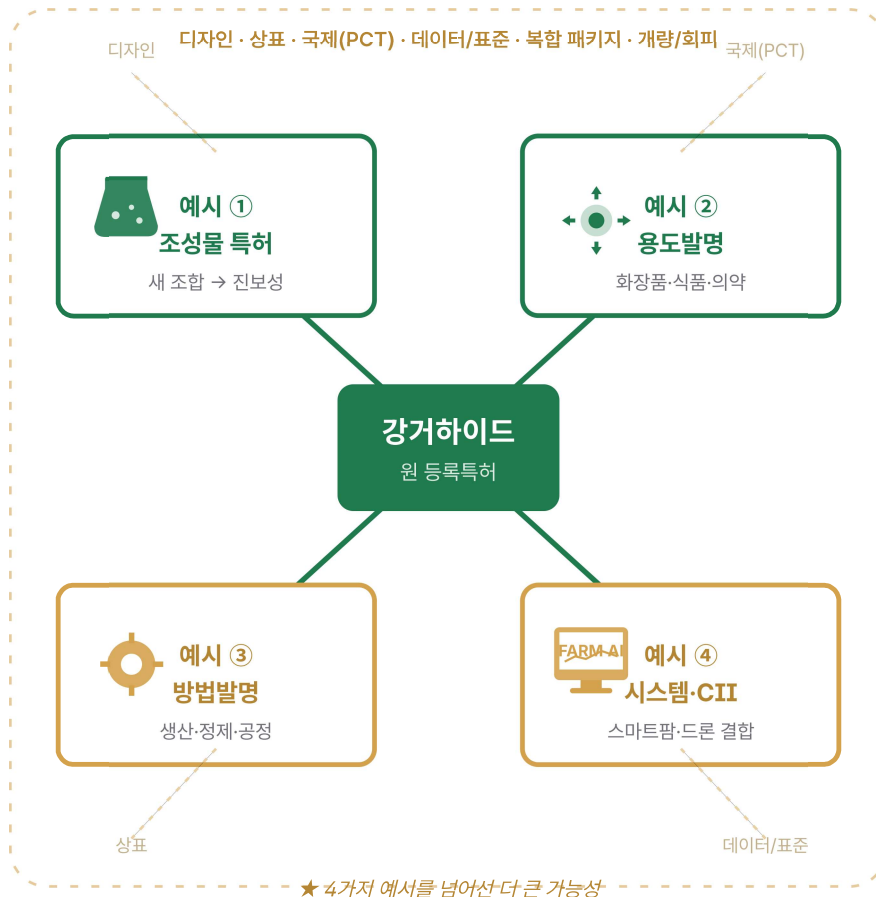 디자인 · 상표 · 국제(PCT) · 데이터/표준 · 복합 패키지 · 개량/회피
디자인
국제(PCT)
예시 ①
조성물 특허
새 조합 → 진보성
예시 ②
용도발명
화장품·식품·의약
강거하이드
원 등록특허
예시 ③
방법발명
생산·정제·공정
FARM AI
예시 ④
시스템·CII
스마트팜·드론 결합
상표
데이터/표준
★ 4가지 예시를 넘어선 더 큰 가능성